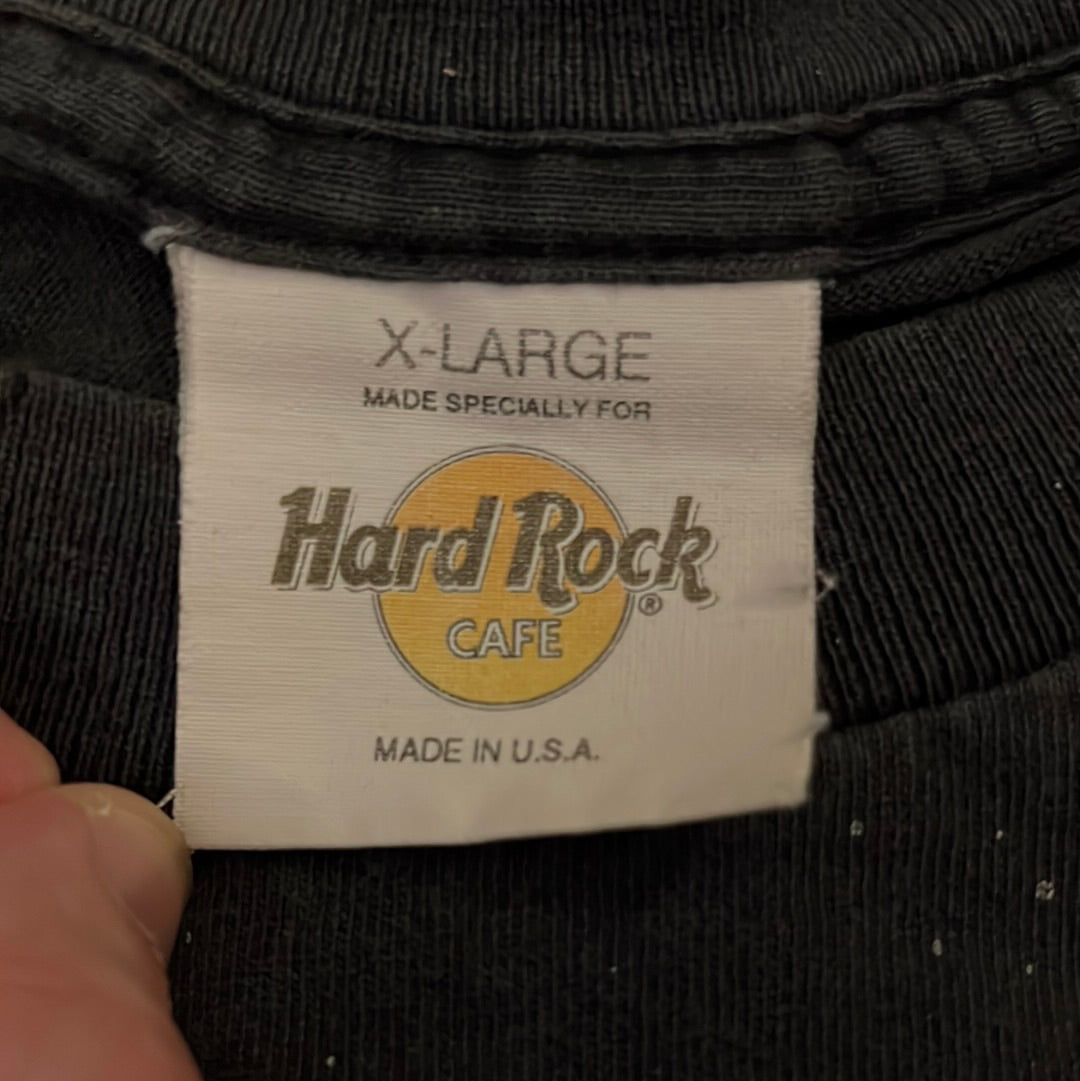 X-LARGE
MADE SPECIALLY FOR
Hard Rock
®
CAFE
MADE IN U.S.A.